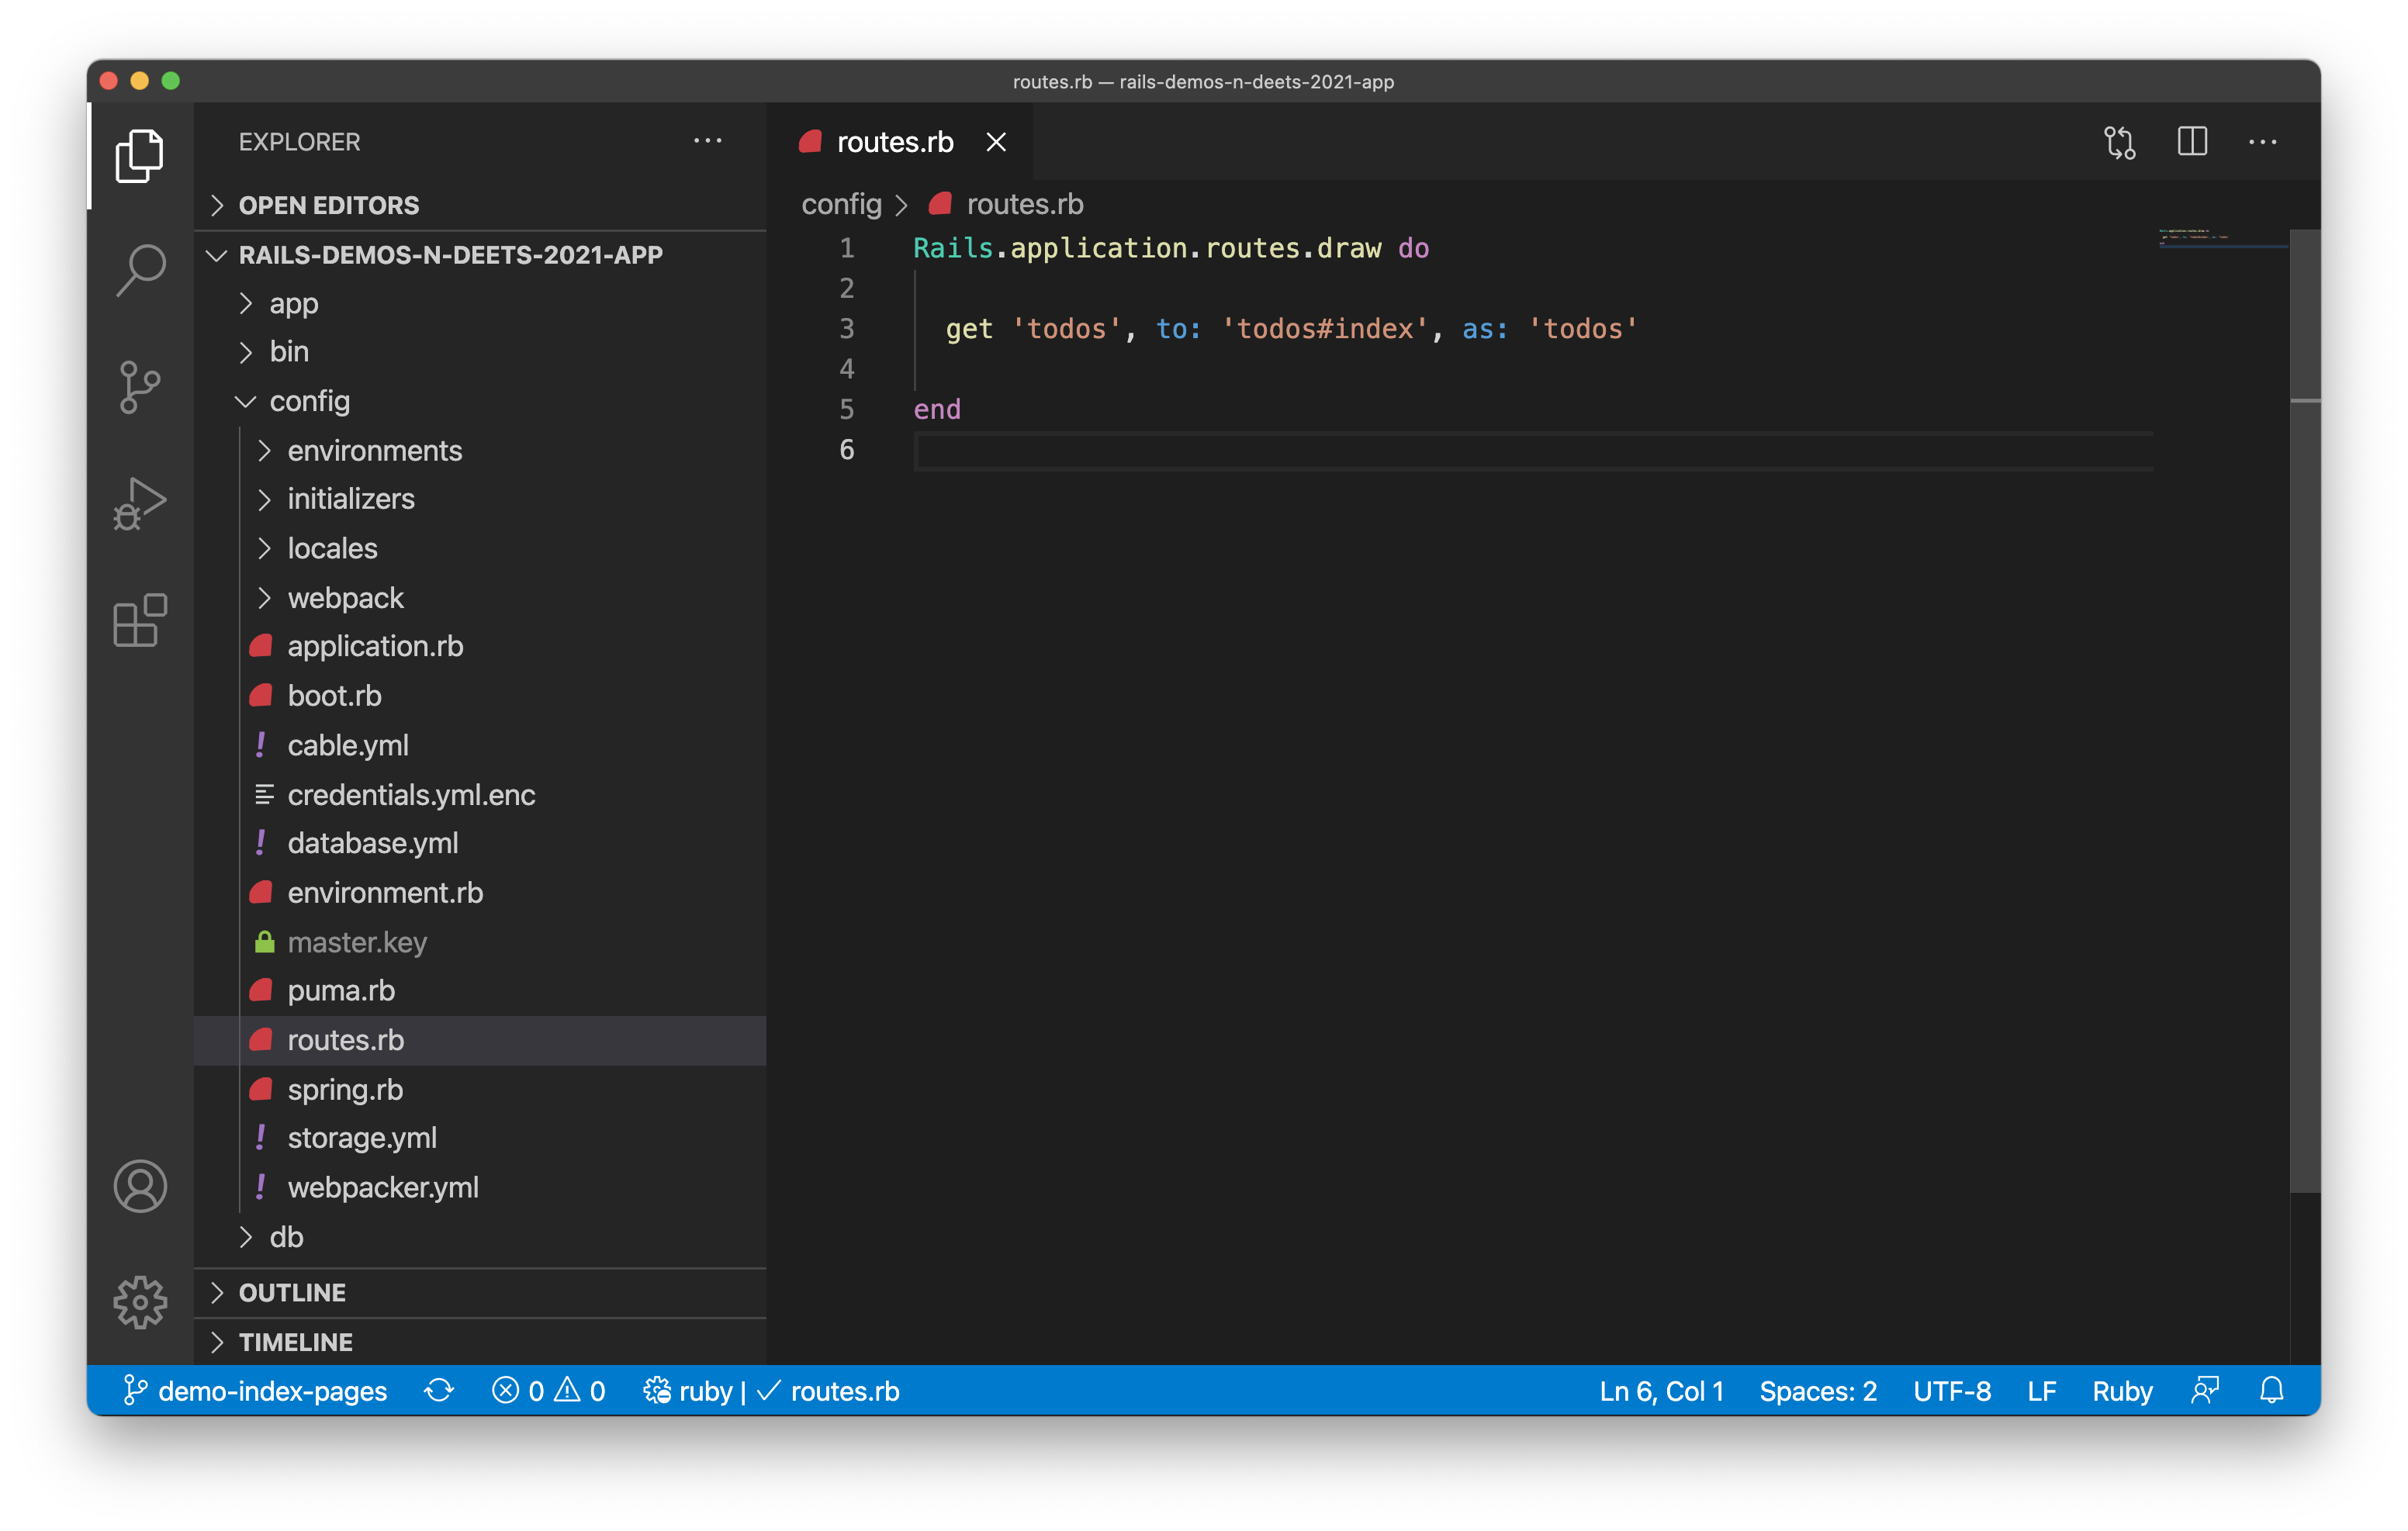 routes.rb — rails-demos-n-deets-2021-app
EXPLORER
OPEN EDITORS
RAILS-DEMOS-N-DEETS-2021-APP
app
bin
config
environments
initializers
locales
webpack
application.rb
boot.rb
cable.yml
credentials.yml.enc
database.yml
environment.rb
master.key
puma.rb
routes.rb
spring.rb
storage.yml
webpacker.yml
db
OUTLINE
TIMELINE
routes.rb
config > routes.rb
1 Rails.application.routes.draw do
2
3 get 'todos', to: 'todos#index', as: 'todos'
4
5 end
6
demo-index-pages 0 0 ruby | ✓ routes.rb Ln 6, Col 1 Spaces: 2 UTF-8 LF Ruby